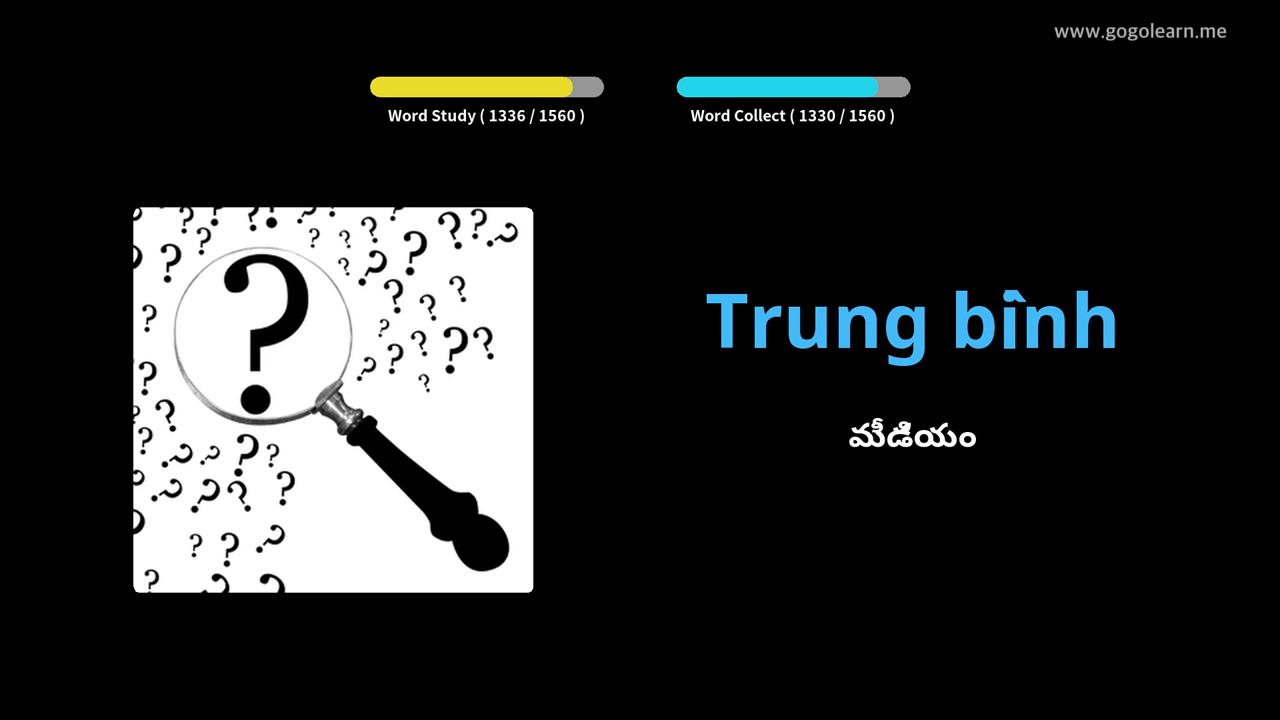 www.gogolearn.me
Word Study ( 1336 / 1560 )
Word Collect ( 1330 / 1560 )
Trung bình
మీడియం